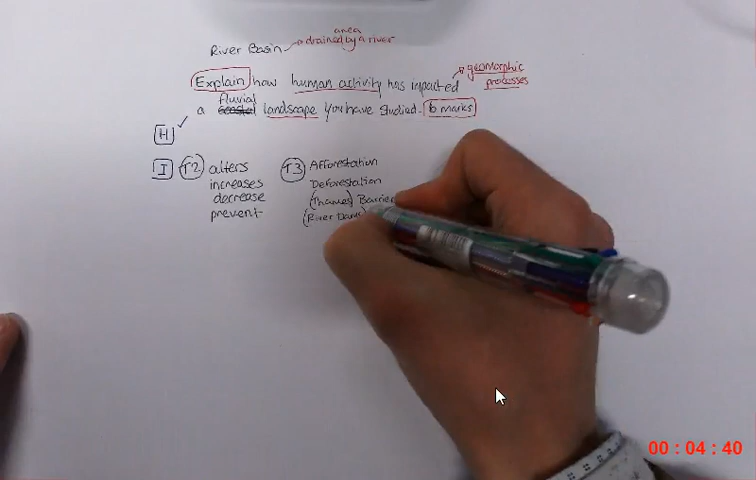 area
River Basin → drained by a river
geomorphic
Explain how human activity has impacted processes
fluvial
a coastal landscape you have studied. 6 marks
H ✓
I T2 alters T3 Afforestation
increases Deforestation
decrease (Thames) Barrier
prevent (River Dams)
00 : 04 : 40